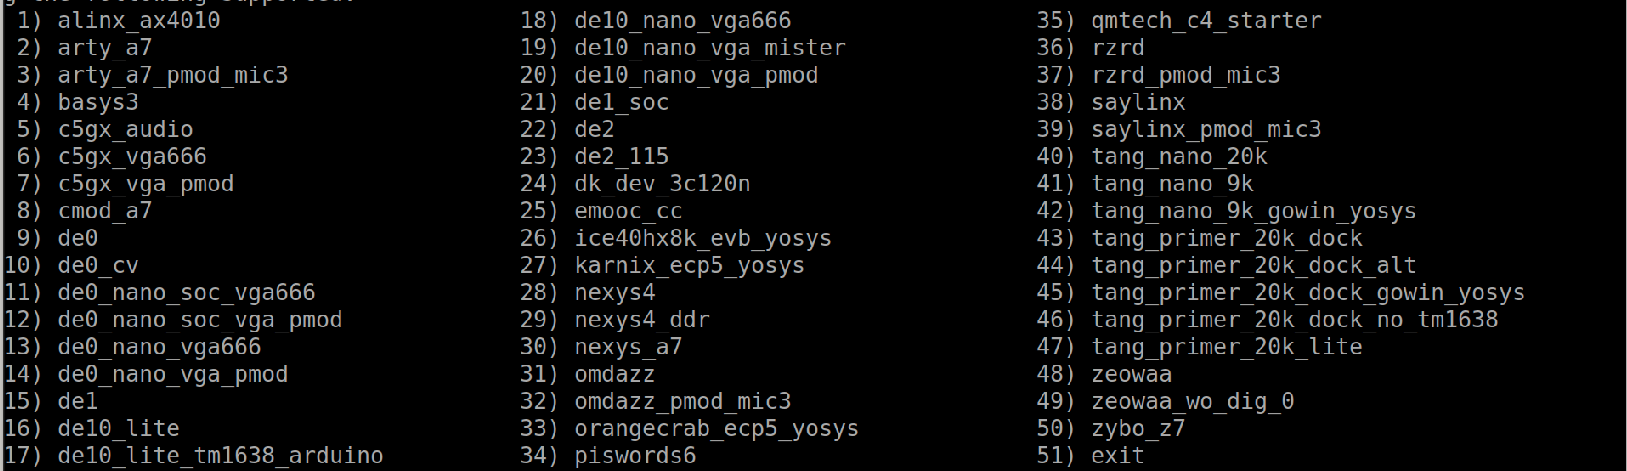 1) alinx_ax4010 18) de10_nano_vga666 35) qmtech_c4_starter
2) arty_a7 19) de10_nano_vga_mister 36) rzrd
3) arty_a7_pmod_mic3 20) de10_nano_vga_pmod 37) rzrd_pmod_mic3
4) basys3 21) de1_soc 38) saylinx
5) c5gx_audio 22) de2 39) saylinx_pmod_mic3
6) c5gx_vga666 23) de2_115 40) tang_nano_20k
7) c5gx_vga_pmod 24) dk_dev_3c120n 41) tang_nano_9k
8) cmod_a7 25) emooc_cc 42) tang_nano_9k_gowin_yosys
9) de0 26) ice40hx8k_evb_yosys 43) tang_primer_20k_dock
10) de0_cv 27) karnix_ecp5_yosys 44) tang_primer_20k_dock_alt
11) de0_nano_soc_vga666 28) nexys4 45) tang_primer_20k_dock_gowin_yosys
12) de0_nano_soc_vga_pmod 29) nexys4_ddr 46) tang_primer_20k_dock_no_tm1638
13) de0_nano_vga666 30) nexys_a7 47) tang_primer_20k_lite
14) de0_nano_vga_pmod 31) omdazz 48) zeowaa
15) de1 32) omdazz_pmod_mic3 49) zeowaa_wo_dig_0
16) de10_lite 33) orangecrab_ecp5_yosys 50) zybo_z7
17) de10_lite_tm1638_arduino 34) piswords6 51) exit